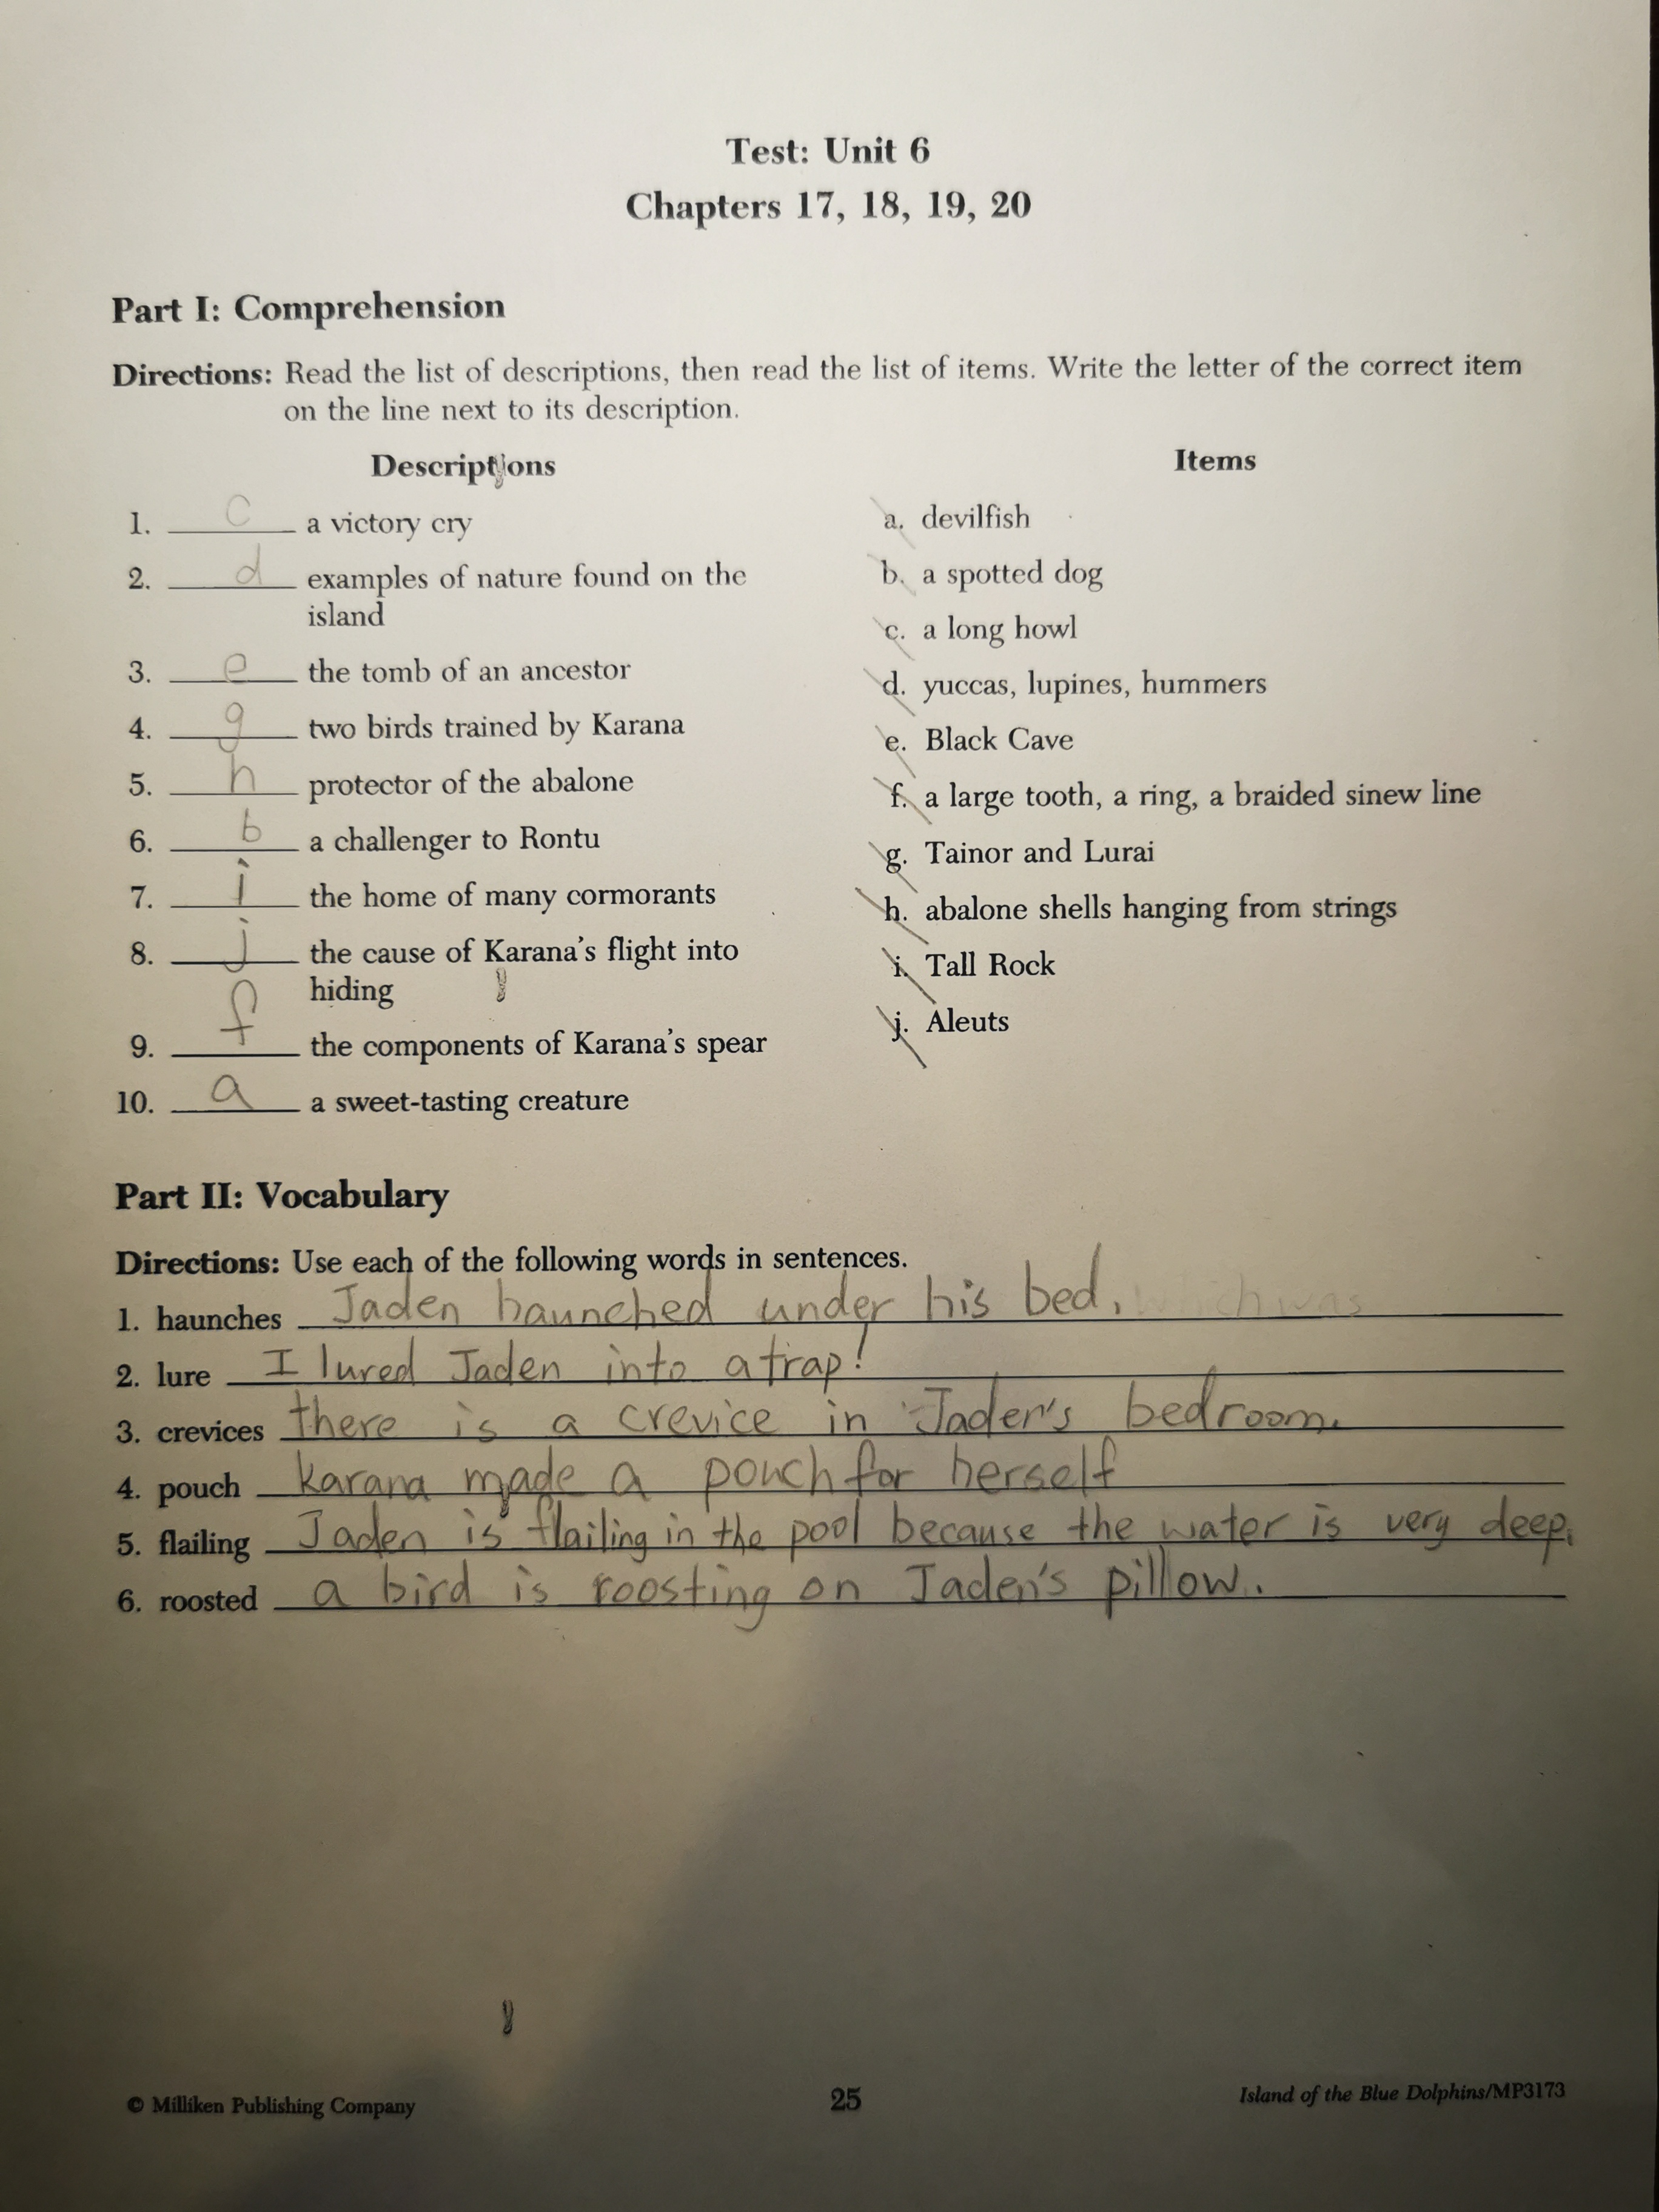 Test: Unit 6
Chapters 17, 18, 19, 20
Part I: Comprehension
Directions: Read the list of descriptions, then read the list of items. Write the letter of the correct item
on the line next to its description.
Descriptions
1. c a victory cry
2. d examples of nature found on the
island
3. e the tomb of an ancestor
4. g two birds trained by Karana
5. h protector of the abalone
6. b a challenger to Rontu
7. i the home of many cormorants
8. j the cause of Karana's flight into
hiding
9. f the components of Karana's spear
10. a a sweet-tasting creature
Items
a. devilfish
b. a spotted dog
c. a long howl
d. yuccas, lupines, hummers
e. Black Cave
f. a large tooth, a ring, a braided sinew line
g. Tainor and Lurai
h. abalone shells hanging from strings
i. Tall Rock
j. Aleuts
Part II: Vocabulary
Directions: Use each of the following words in sentences.
1. haunches Jaden haunched under his bed. which was
2. lure I lured Jaden into a trap!
3. crevices there is a crevice in Jaden's bedroom.
4. pouch karana made a pouch for herself
5. flailing Jaden is flailing in the pool because the water is very deep.
6. roosted a bird is roosting on Jaden's pillow.
© Milliken Publishing Company
25
Island of the Blue Dolphins/MP3173